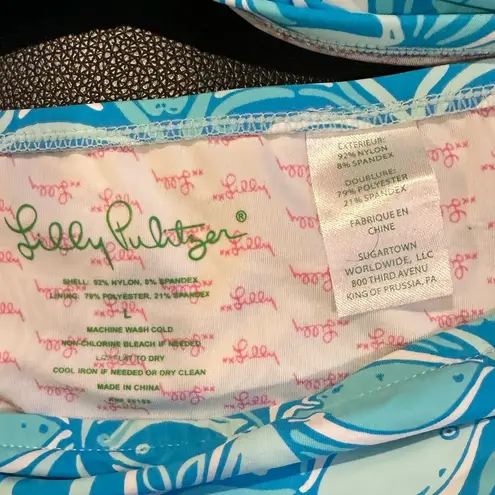 Lilly Pulitzer®
SHELL: 92% NYLON, 8% SPANDEX
LINING: 79% POLYESTER, 21% SPANDEX
L
MACHINE WASH COLD
NON-CHLORINE BLEACH IF NEEDED
LAY FLAT TO DRY
COOL IRON IF NEEDED OR DRY CLEAN
MADE IN CHINA
EXTÉRIEUR:
92% NYLON
8% SPANDEX
DOUBLURE:
79% POLYESTER
21% SPANDEX
FABRIQUE EN
CHINE
SUGARTOWN
WORLDWIDE, LLC
800 THIRD AVENU
KING OF PRUSSIA, PA
xxLilly